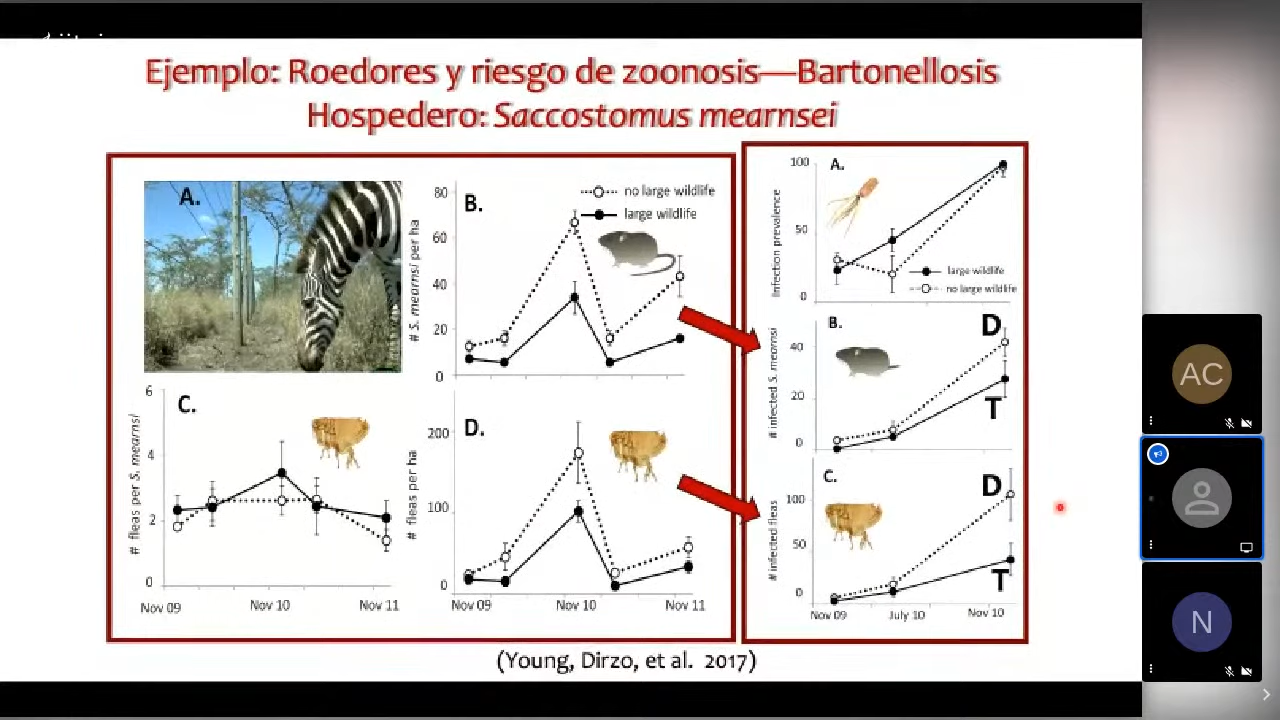 Ejemplo: Roedores y riesgo de zoonosis—Bartonellosis
Hospedero: Saccostomus mearnsei
A.
B.
no large wildlife
large wildlife
# S. mearnsi per ha
80
60
40
20
0
C.
# fleas per S. mearnsi
6
4
2
0
Nov 09
Nov 10
Nov 11
D.
# fleas per ha
200
100
0
Nov 09
Nov 10
Nov 11
A.
Infection prevalence
100
50
0
large wildlife
no large wildlife
B.
# infected S. mearnsi
40
20
0
D
T
C.
# infected fleas
100
50
0
D
T
Nov 09
July 10
Nov 10
(Young, Dirzo, et al. 2017)
AC
N